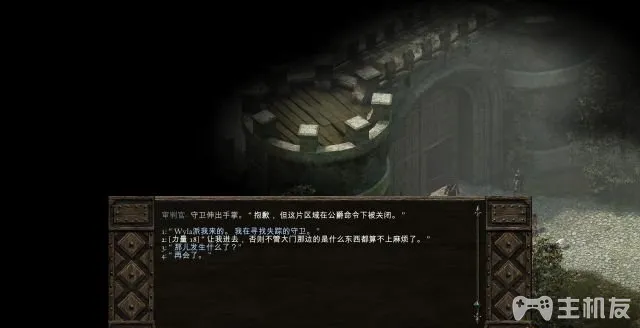 审判官 - 守卫伸出手掌。“抱歉，但这片区域在公爵命令下被关闭。”
1: “Wyla派我来的。我在寻找失踪的守卫。”
2: [力量 18] “让我进去，否则不管大门那边的是什么东西都算不上麻烦了。”
3: “那儿发生什么了？”
4: “再会了。”
主机友